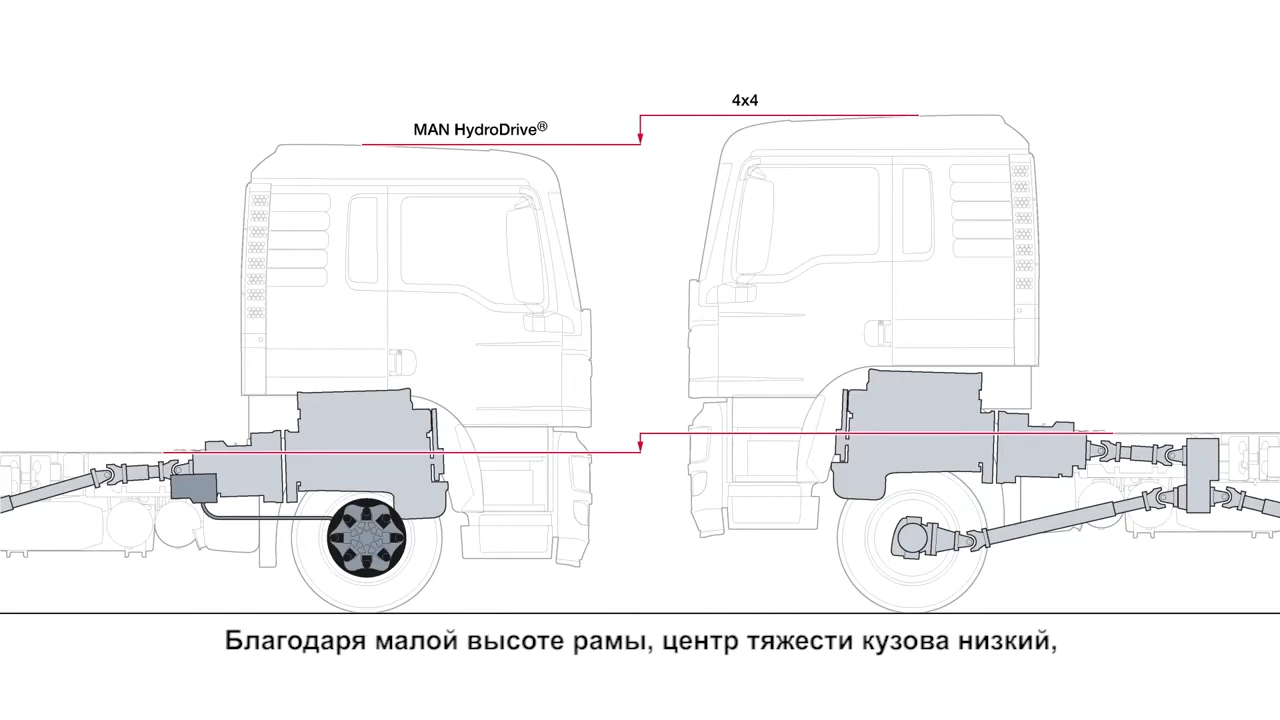 4x4
MAN HydroDrive®
Благодаря малой высоте рамы, центр тяжести кузова низкий,